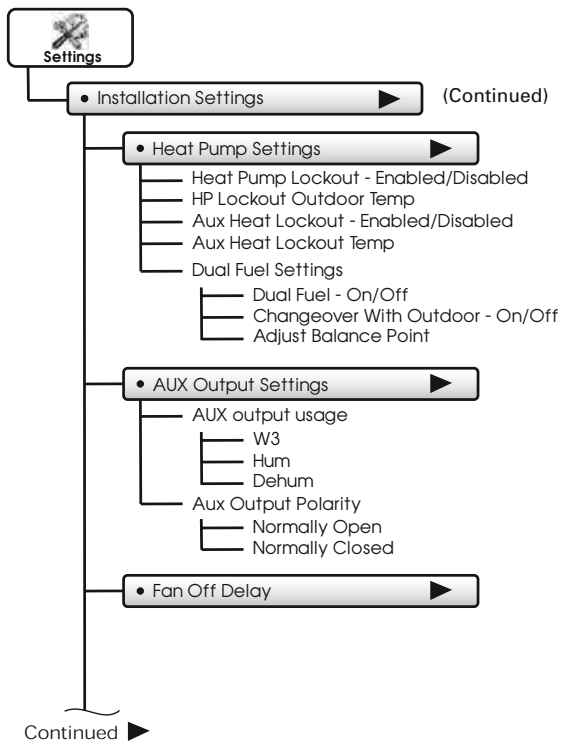 Settings
• Installation Settings (Continued)
• Heat Pump Settings
Heat Pump Lockout - Enabled/Disabled
HP Lockout Outdoor Temp
Aux Heat Lockout - Enabled/Disabled
Aux Heat Lockout Temp
Dual Fuel Settings
Dual Fuel - On/Off
Changeover With Outdoor - On/Off
Adjust Balance Point
• AUX Output Settings
AUX output usage
W3
Hum
Dehum
Aux Output Polarity
Normally Open
Normally Closed
• Fan Off Delay
Continued